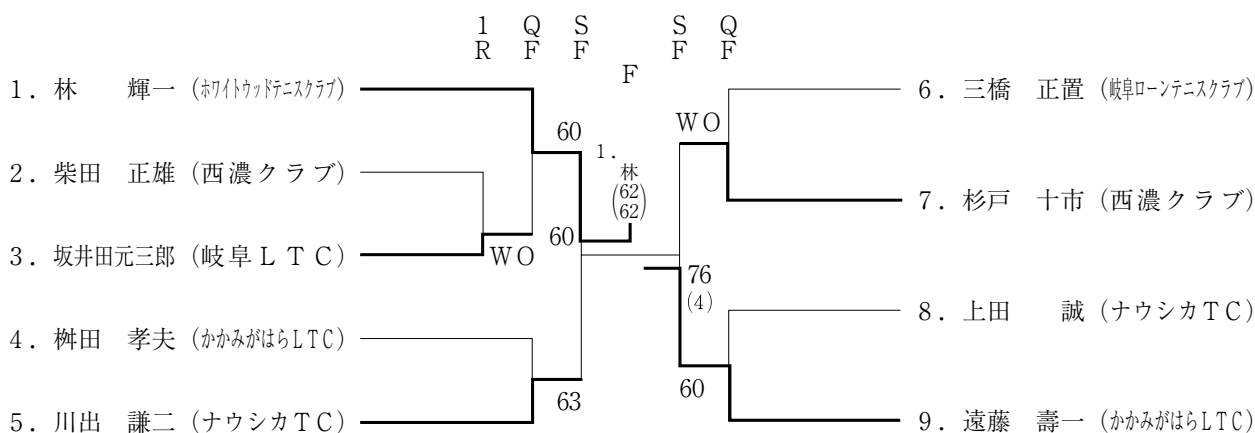 1R QF SF F SF QF
1. 林　輝一 (ホワイトウッドテニスクラブ)
2. 柴田　正雄 (西濃クラブ)
3. 坂井田元三郎 (岐阜ＬＴＣ)
4. 桝田　孝夫 (かかみがはらLTC)
5. 川出　謙二 (ナウシカTC)
WO
60
60
63
1. 林
(62
62)
6. 三橋　正置 (岐阜ローンテニスクラブ)
7. 杉戸　十市 (西濃クラブ)
8. 上田　誠 (ナウシカTC)
9. 遠藤　壽一 (かかみがはらLTC)
WO
76
(4)
60